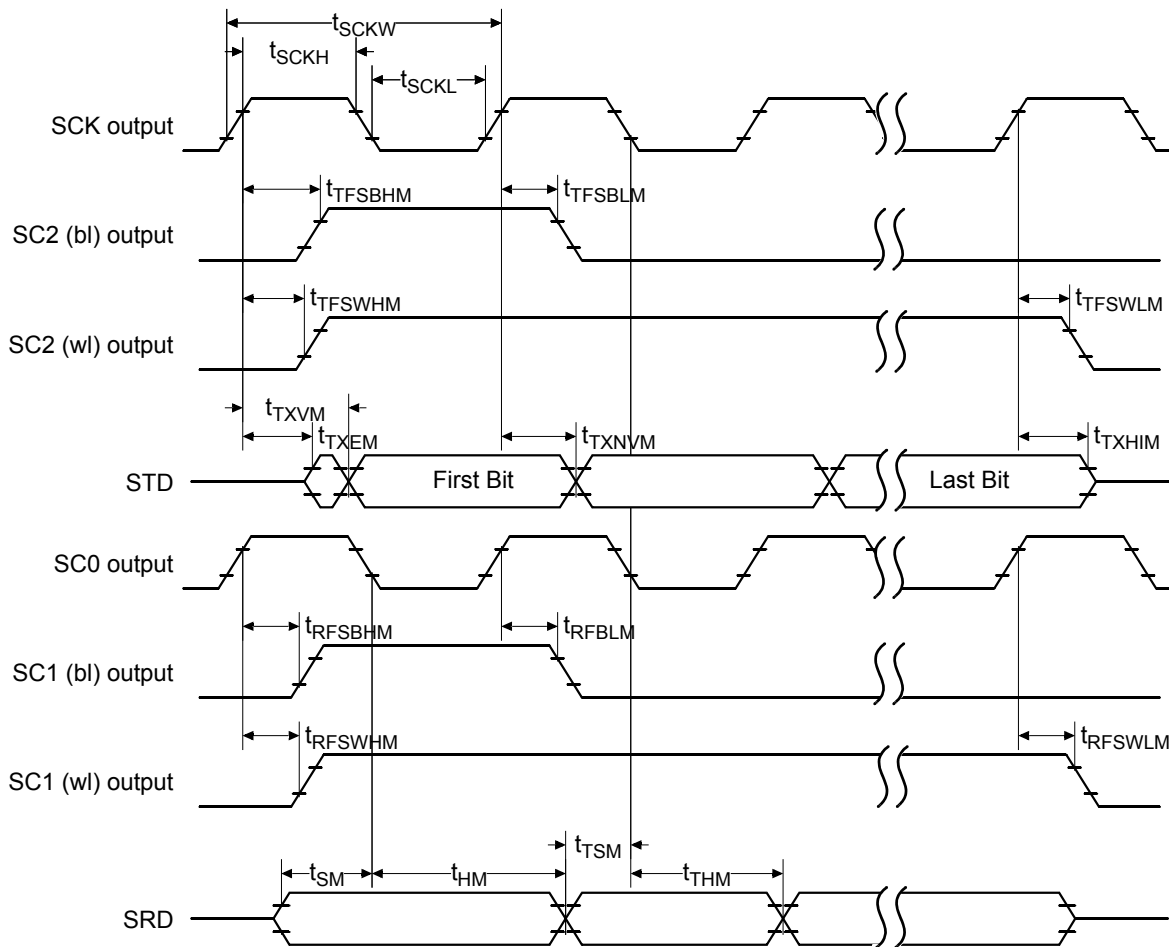 tSCKW
tSCKH
tSCKL
SCK output
tTFSBHM
tTFSBLM
SC2 (bl) output
tTFSWHM
tTFSWLM
SC2 (wl) output
tTXVM
tTXEM
tTXNVM
tTXHIM
STD
First Bit
Last Bit
SC0 output
tRFSBHM
tRFBLM
SC1 (bl) output
tRFSWHM
tRFSWLM
SC1 (wl) output
tTSM
tSM
tHM
tTHM
SRD